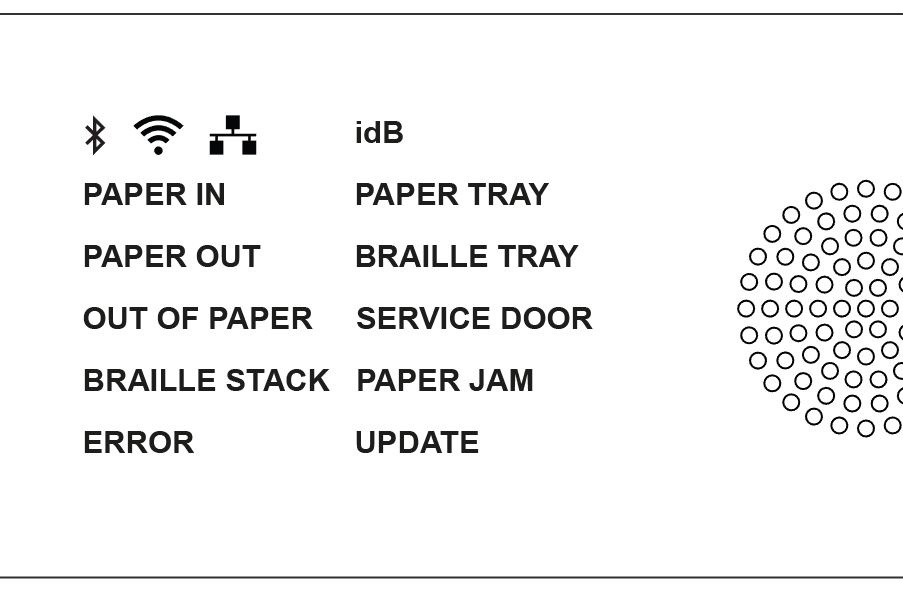 idB
PAPER IN
PAPER TRAY
PAPER OUT
BRAILLE TRAY
OUT OF PAPER
SERVICE DOOR
BRAILLE STACK
PAPER JAM
ERROR
UPDATE